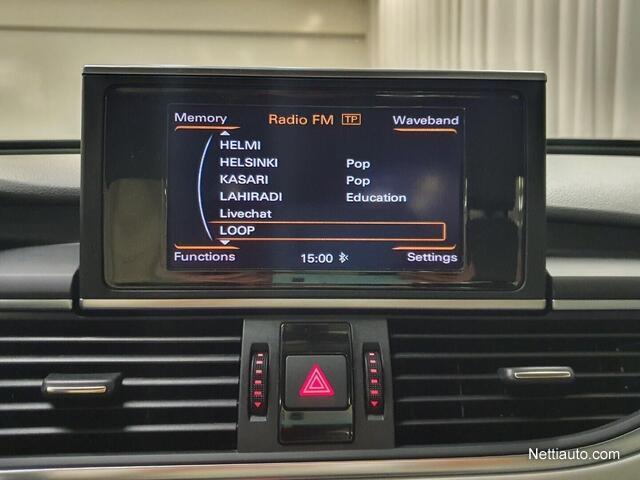 Memory Radio FM TP Waveband
HELMI
HELSINKI Pop
KASARI Pop
LAHIRADI Education
Livechat
LOOP
Functions 15:00 Settings
Nettiauto.com